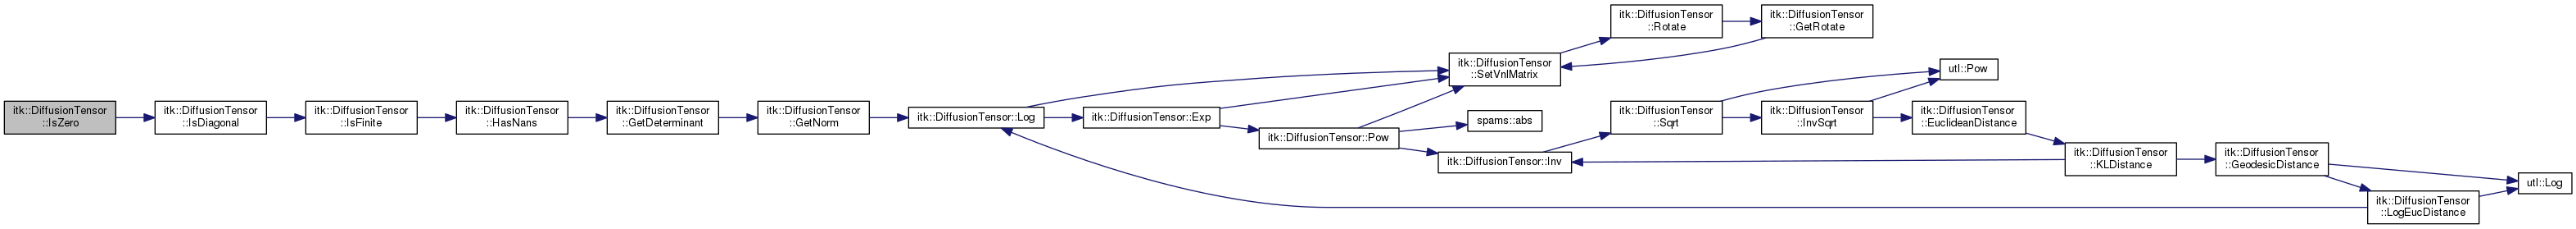 itk::DiffusionTensor
::IsZero
itk::DiffusionTensor
::IsDiagonal
itk::DiffusionTensor
::IsFinite
itk::DiffusionTensor
::HasNans
itk::DiffusionTensor
::GetDeterminant
itk::DiffusionTensor
::GetNorm
itk::DiffusionTensor::Log
itk::DiffusionTensor::Exp
itk::DiffusionTensor::Pow
itk::DiffusionTensor
::SetVnlMatrix
spams::abs
itk::DiffusionTensor::Inv
itk::DiffusionTensor
::Rotate
itk::DiffusionTensor
::GetRotate
itk::DiffusionTensor
::Sqrt
itk::DiffusionTensor
::InvSqrt
utl::Pow
itk::DiffusionTensor
::EuclideanDistance
itk::DiffusionTensor
::KLDistance
itk::DiffusionTensor
::GeodesicDistance
itk::DiffusionTensor
::LogEucDistance
utl::Log